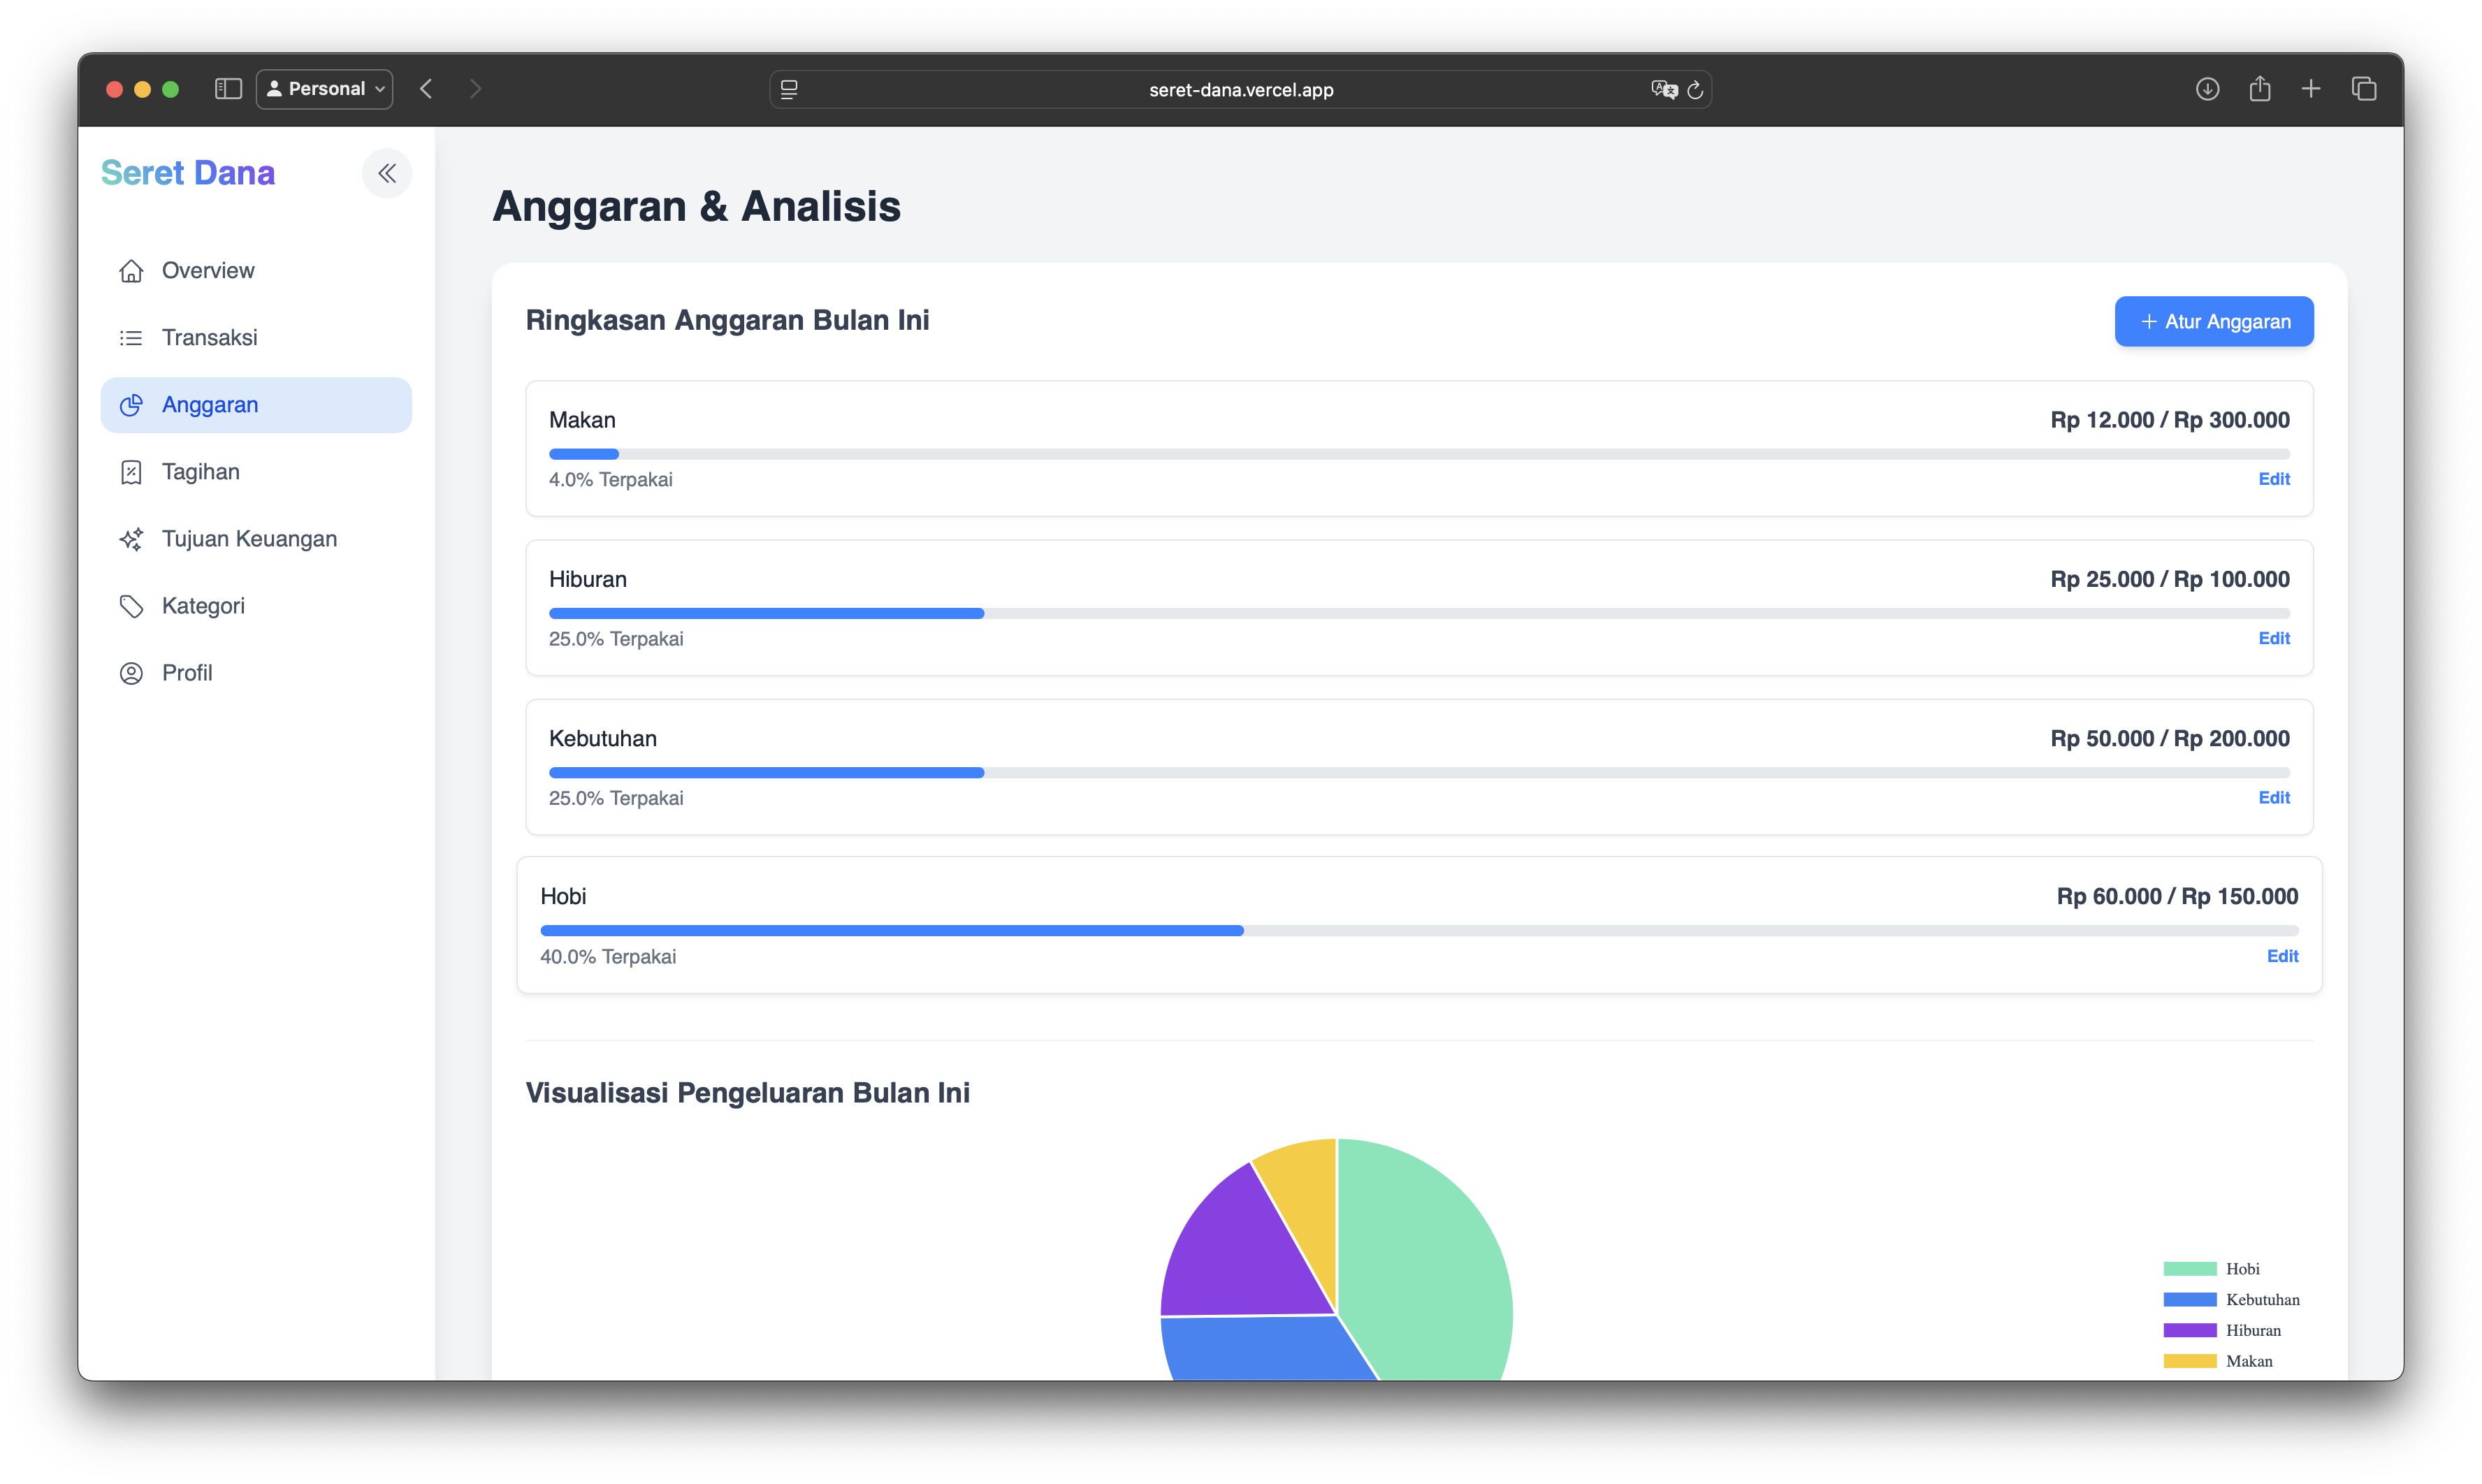 Personal
seret-dana.vercel.app
Seret Dana
Overview
Transaksi
Anggaran
Tagihan
Tujuan Keuangan
Kategori
Profil
Anggaran & Analisis
Ringkasan Anggaran Bulan Ini
+ Atur Anggaran
Makan
Rp 12.000 / Rp 300.000
4.0% Terpakai
Edit
Hiburan
Rp 25.000 / Rp 100.000
25.0% Terpakai
Edit
Kebutuhan
Rp 50.000 / Rp 200.000
25.0% Terpakai
Edit
Hobi
Rp 60.000 / Rp 150.000
40.0% Terpakai
Edit
Visualisasi Pengeluaran Bulan Ini
Hobi
Kebutuhan
Hiburan
Makan